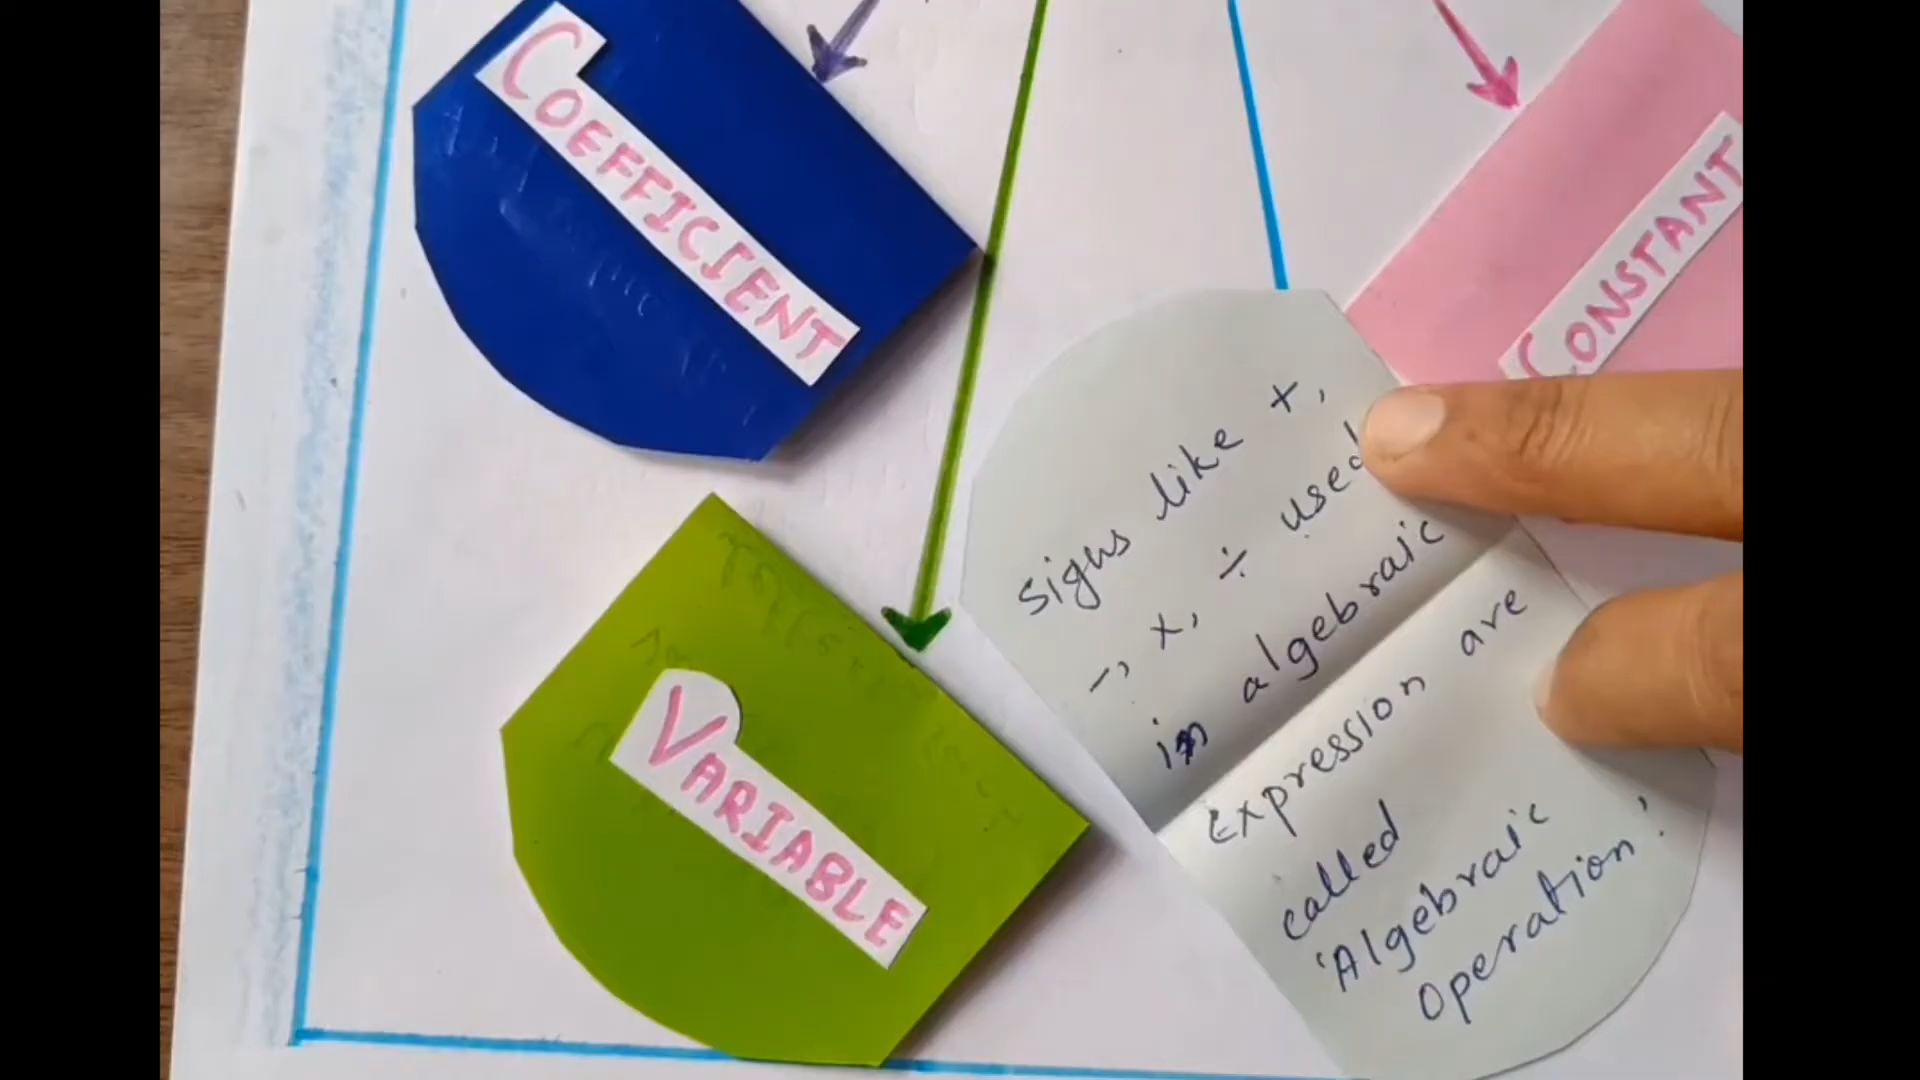 COEFFICIENT
CONSTANT
signs like +,
-, x, ÷ used
in algebraic
Expression are
called
'Algebraic
Operation'.
VARIABLE